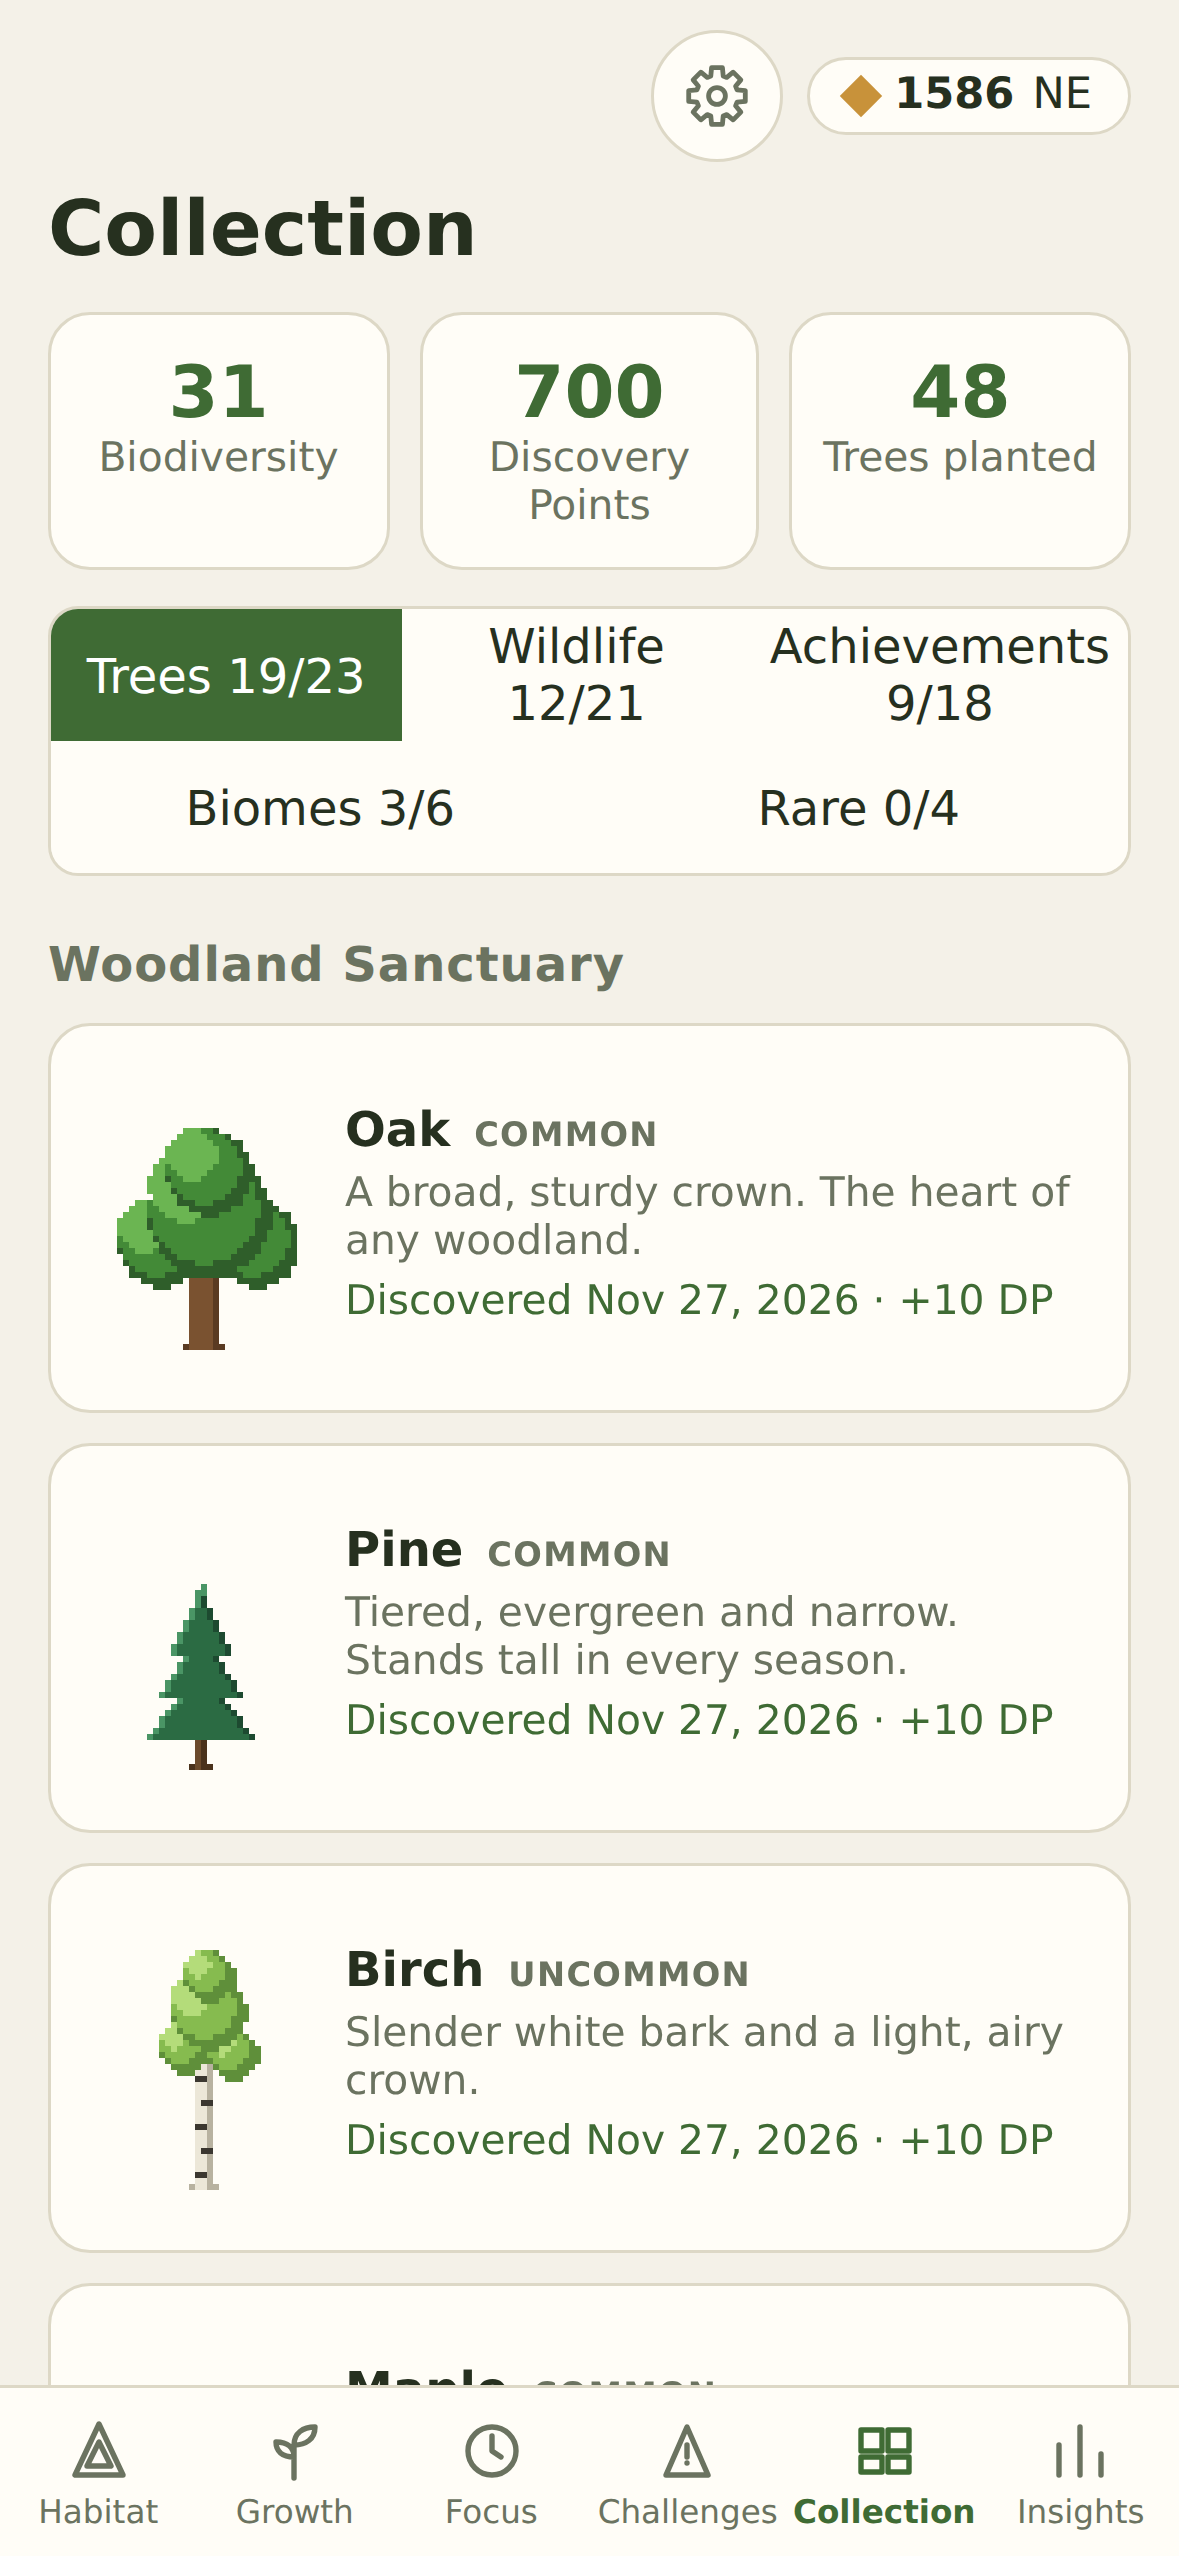 1586 NE
Collection
31
Biodiversity
700
Discovery
Points
48
Trees planted
Trees 19/23
Wildlife
12/21
Achievements
9/18
Biomes 3/6
Rare 0/4
Woodland Sanctuary
Oak COMMON
A broad, sturdy crown. The heart of
any woodland.
Discovered Nov 27, 2026 · +10 DP
Pine COMMON
Tiered, evergreen and narrow.
Stands tall in every season.
Discovered Nov 27, 2026 · +10 DP
Birch UNCOMMON
Slender white bark and a light, airy
crown.
Discovered Nov 27, 2026 · +10 DP
Maple COMMON
Habitat
Growth
Focus
Challenges
Collection
Insights